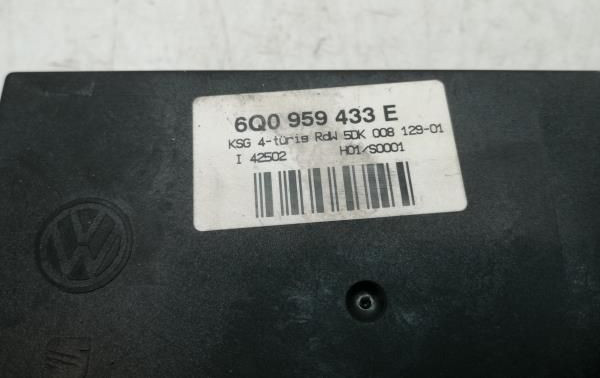 6Q0 959 433 E
KSG 4-türig RdW 5DK 008 129-01
I 42502 H01/S0001